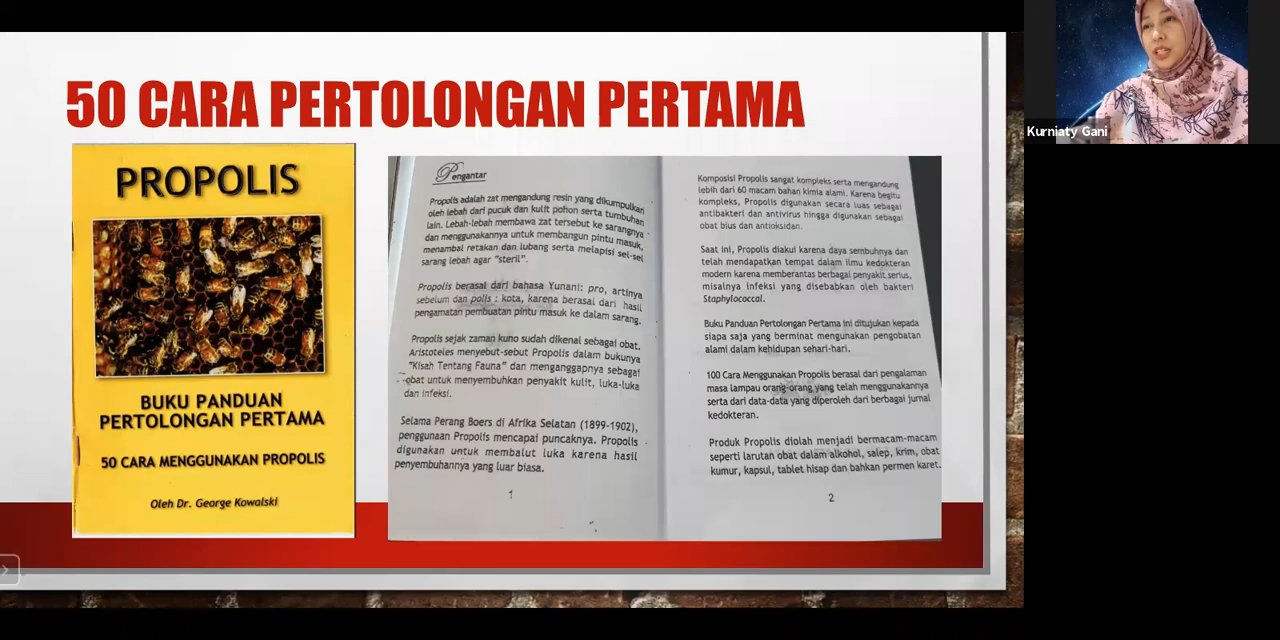 50 CARA PERTOLONGAN PERTAMA
PROPOLIS
BUKU PANDUAN
PERTOLONGAN PERTAMA
50 CARA MENGGUNAKAN PROPOLIS
Oleh Dr. George Kowalski
Pengantar
Propolis adalah zat mengandung resin yang dikumpulkan
oleh lebah dari pucuk dan kulit pohon serta tumbuhan
lain. Lebah-lebah membawa zat tersebut ke sarangnya
dan menggunakannya untuk membangun pintu masuk,
menambal retakan dan lubang serta melapisi sel-sel
sarang lebah agar "steril".
Propolis berasal dari bahasa Yunani: pro, artinya
sebelum dan polis : kota, karena berasal dari hasil
pengamatan pembuatan pintu masuk ke dalam sarang.
Propolis sejak zaman kuno sudah dikenal sebagai obat.
Aristoteles menyebut-sebut Propolis dalam bukunya
"Kisah Tentang Fauna" dan menganggapnya sebagai
obat untuk menyembuhkan penyakit kulit, luka-luka
dan infeksi.
Selama Perang Boers di Afrika Selatan (1899-1902),
penggunaan Propolis mencapai puncaknya. Propolis
digunakan untuk membalut luka karena hasil
penyembuhannya yang luar biasa.
1
Komposisi Propolis sangat kompleks serta mengandung
lebih dari 60 macam bahan kimia alami. Karena begitu
kompleks, Propolis digunakan secara luas sebagai
antibakteri dan antivirus hingga digunakan sebagai
obat bius dan antioksidan.
Saat ini, Propolis diakui karena daya sembuhnya dan
telah mendapatkan tempat dalam ilmu kedokteran
modern karena memberantas berbagai penyakit serius,
misalnya infeksi yang disebabkan oleh bakteri
Staphylococcal.
Buku Panduan Pertolongan Pertama ini ditujukan kepada
siapa saja yang berminat mengunakan pengobatan
alami dalam kehidupan sehari-hari.
100 Cara Menggunakan Propolis berasal dari pengalaman
masa lampau orang-orang yang telah menggunakannya
serta dari data-data yang diperoleh dari berbagai jurnal
kedokteran.
Produk Propolis diolah menjadi bermacam-macam
seperti larutan obat dalam alkohol, salep, krim, obat
kumur, kapsul, tablet hisap dan bahkan permen karet.
2
Kurniaty Gani